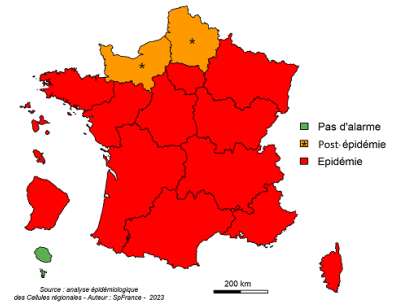 Pas d'alarme
* Post-épidémie
Epidémie
200 km
Source : analyse épidémiologique
des Cellules régionales - Auteur : SpFrance - 2023